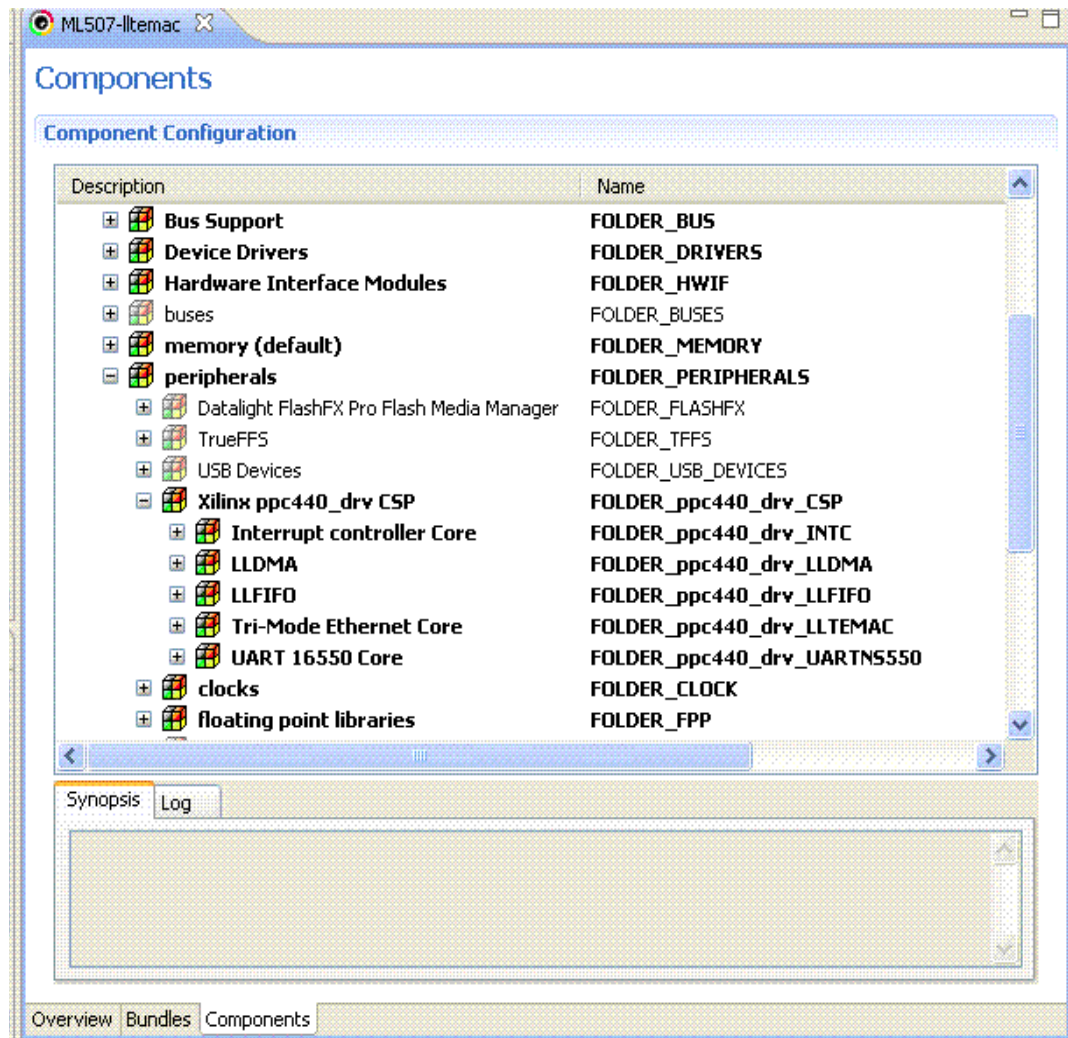 ML507-lltemac
Components
Component Configuration
Description Name
Bus Support FOLDER_BUS
Device Drivers FOLDER_DRIVERS
Hardware Interface Modules FOLDER_HWIF
buses FOLDER_BUSES
memory (default) FOLDER_MEMORY
peripherals FOLDER_PERIPHERALS
Datalight FlashFX Pro Flash Media Manager FOLDER_FLASHFX
TrueFFS FOLDER_TFFS
USB Devices FOLDER_USB_DEVICES
Xilinx ppc440_drv CSP FOLDER_ppc440_drv_CSP
Interrupt controller Core FOLDER_ppc440_drv_INTC
LLDMA FOLDER_ppc440_drv_LLDMA
LLFIFO FOLDER_ppc440_drv_LLFIFO
Tri-Mode Ethernet Core FOLDER_ppc440_drv_LLTEMAC
UART 16550 Core FOLDER_ppc440_drv_UARTNS550
clocks FOLDER_CLOCK
floating point libraries FOLDER_FPP
Synopsis Log
Overview Bundles Components